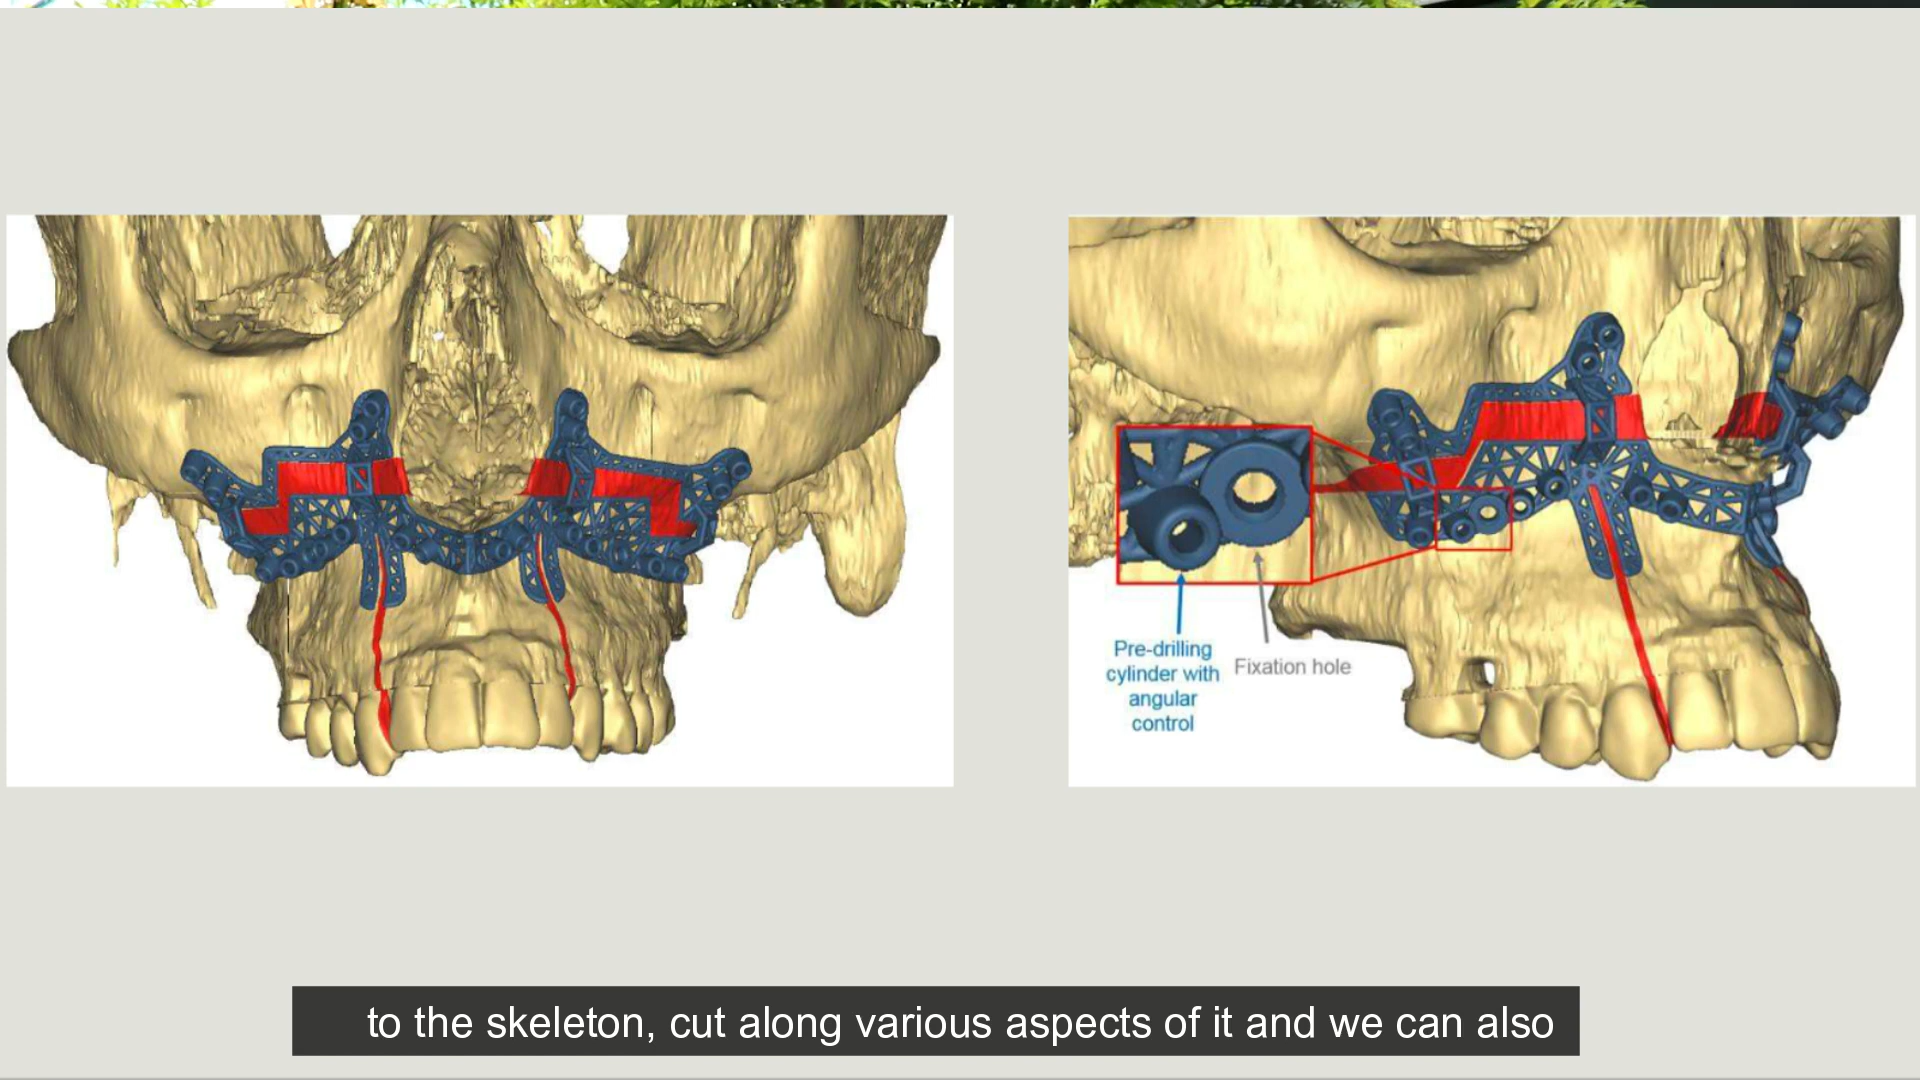 Pre-drilling
cylinder with
angular
control
Fixation hole
to the skeleton, cut along various aspects of it and we can also